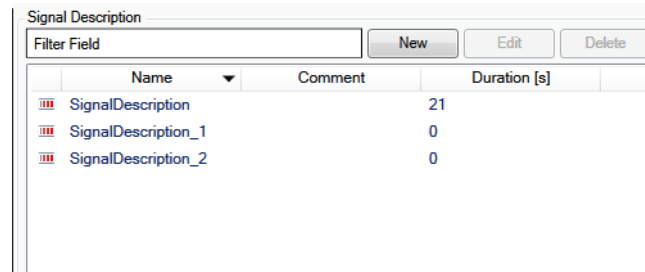 Signal Description
Filter Field New Edit Delete
Name Comment Duration [s]
SignalDescription 21
SignalDescription_1 0
SignalDescription_2 0